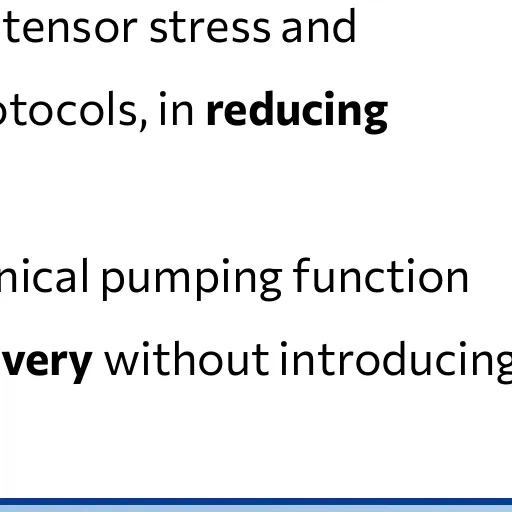 tensor stress and
otocols, in reducing
nical pumping function
very without introducing